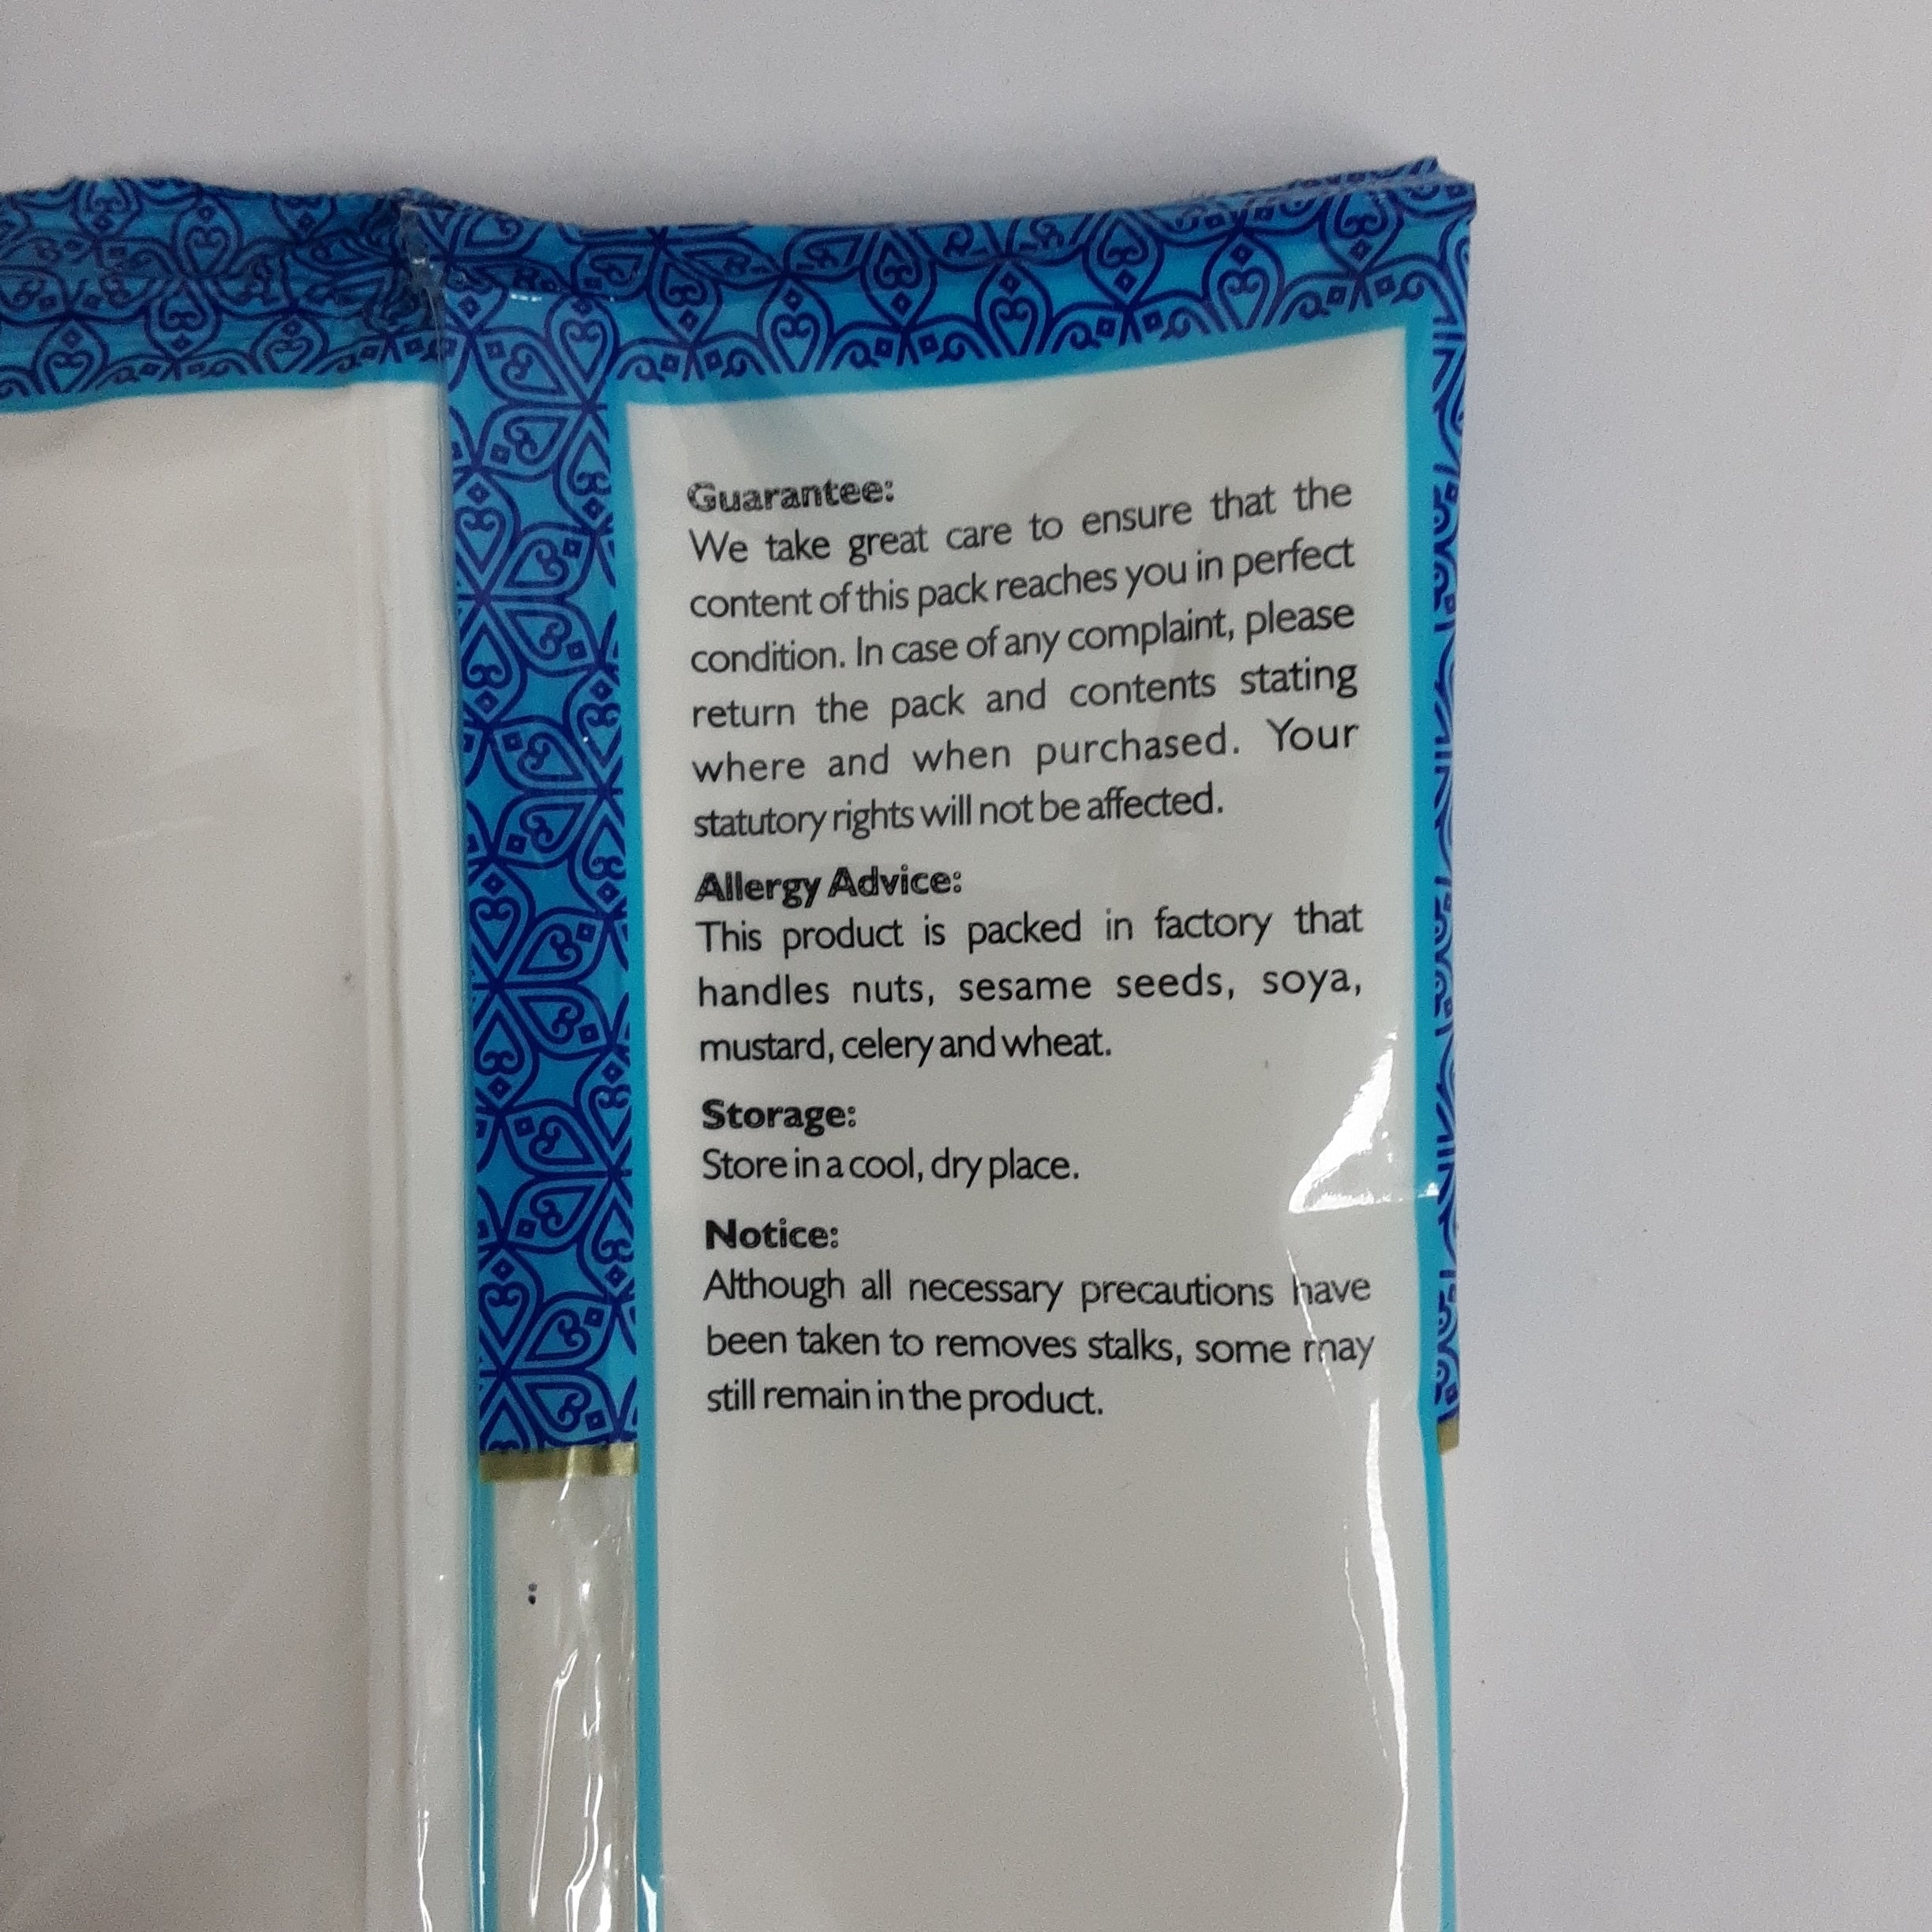 Guarantee:
We take great care to ensure that the
content of this pack reaches you in perfect
condition. In case of any complaint, please
return the pack and contents stating
where and when purchased. Your
statutory rights will not be affected.
Allergy Advice:
This product is packed in factory that
handles nuts, sesame seeds, soya,
mustard, celery and wheat.
Storage:
Store in a cool, dry place.
Notice:
Although all necessary precautions have
been taken to removes stalks, some may
still remain in the product.